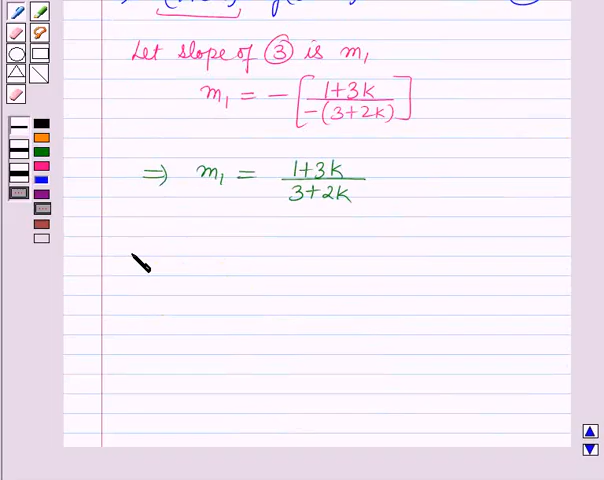 Let slope of ③ is m₁
m₁ = - [ 1+3k / -(3+2k) ]
⇒ m₁ = 1+3k / 3+2k